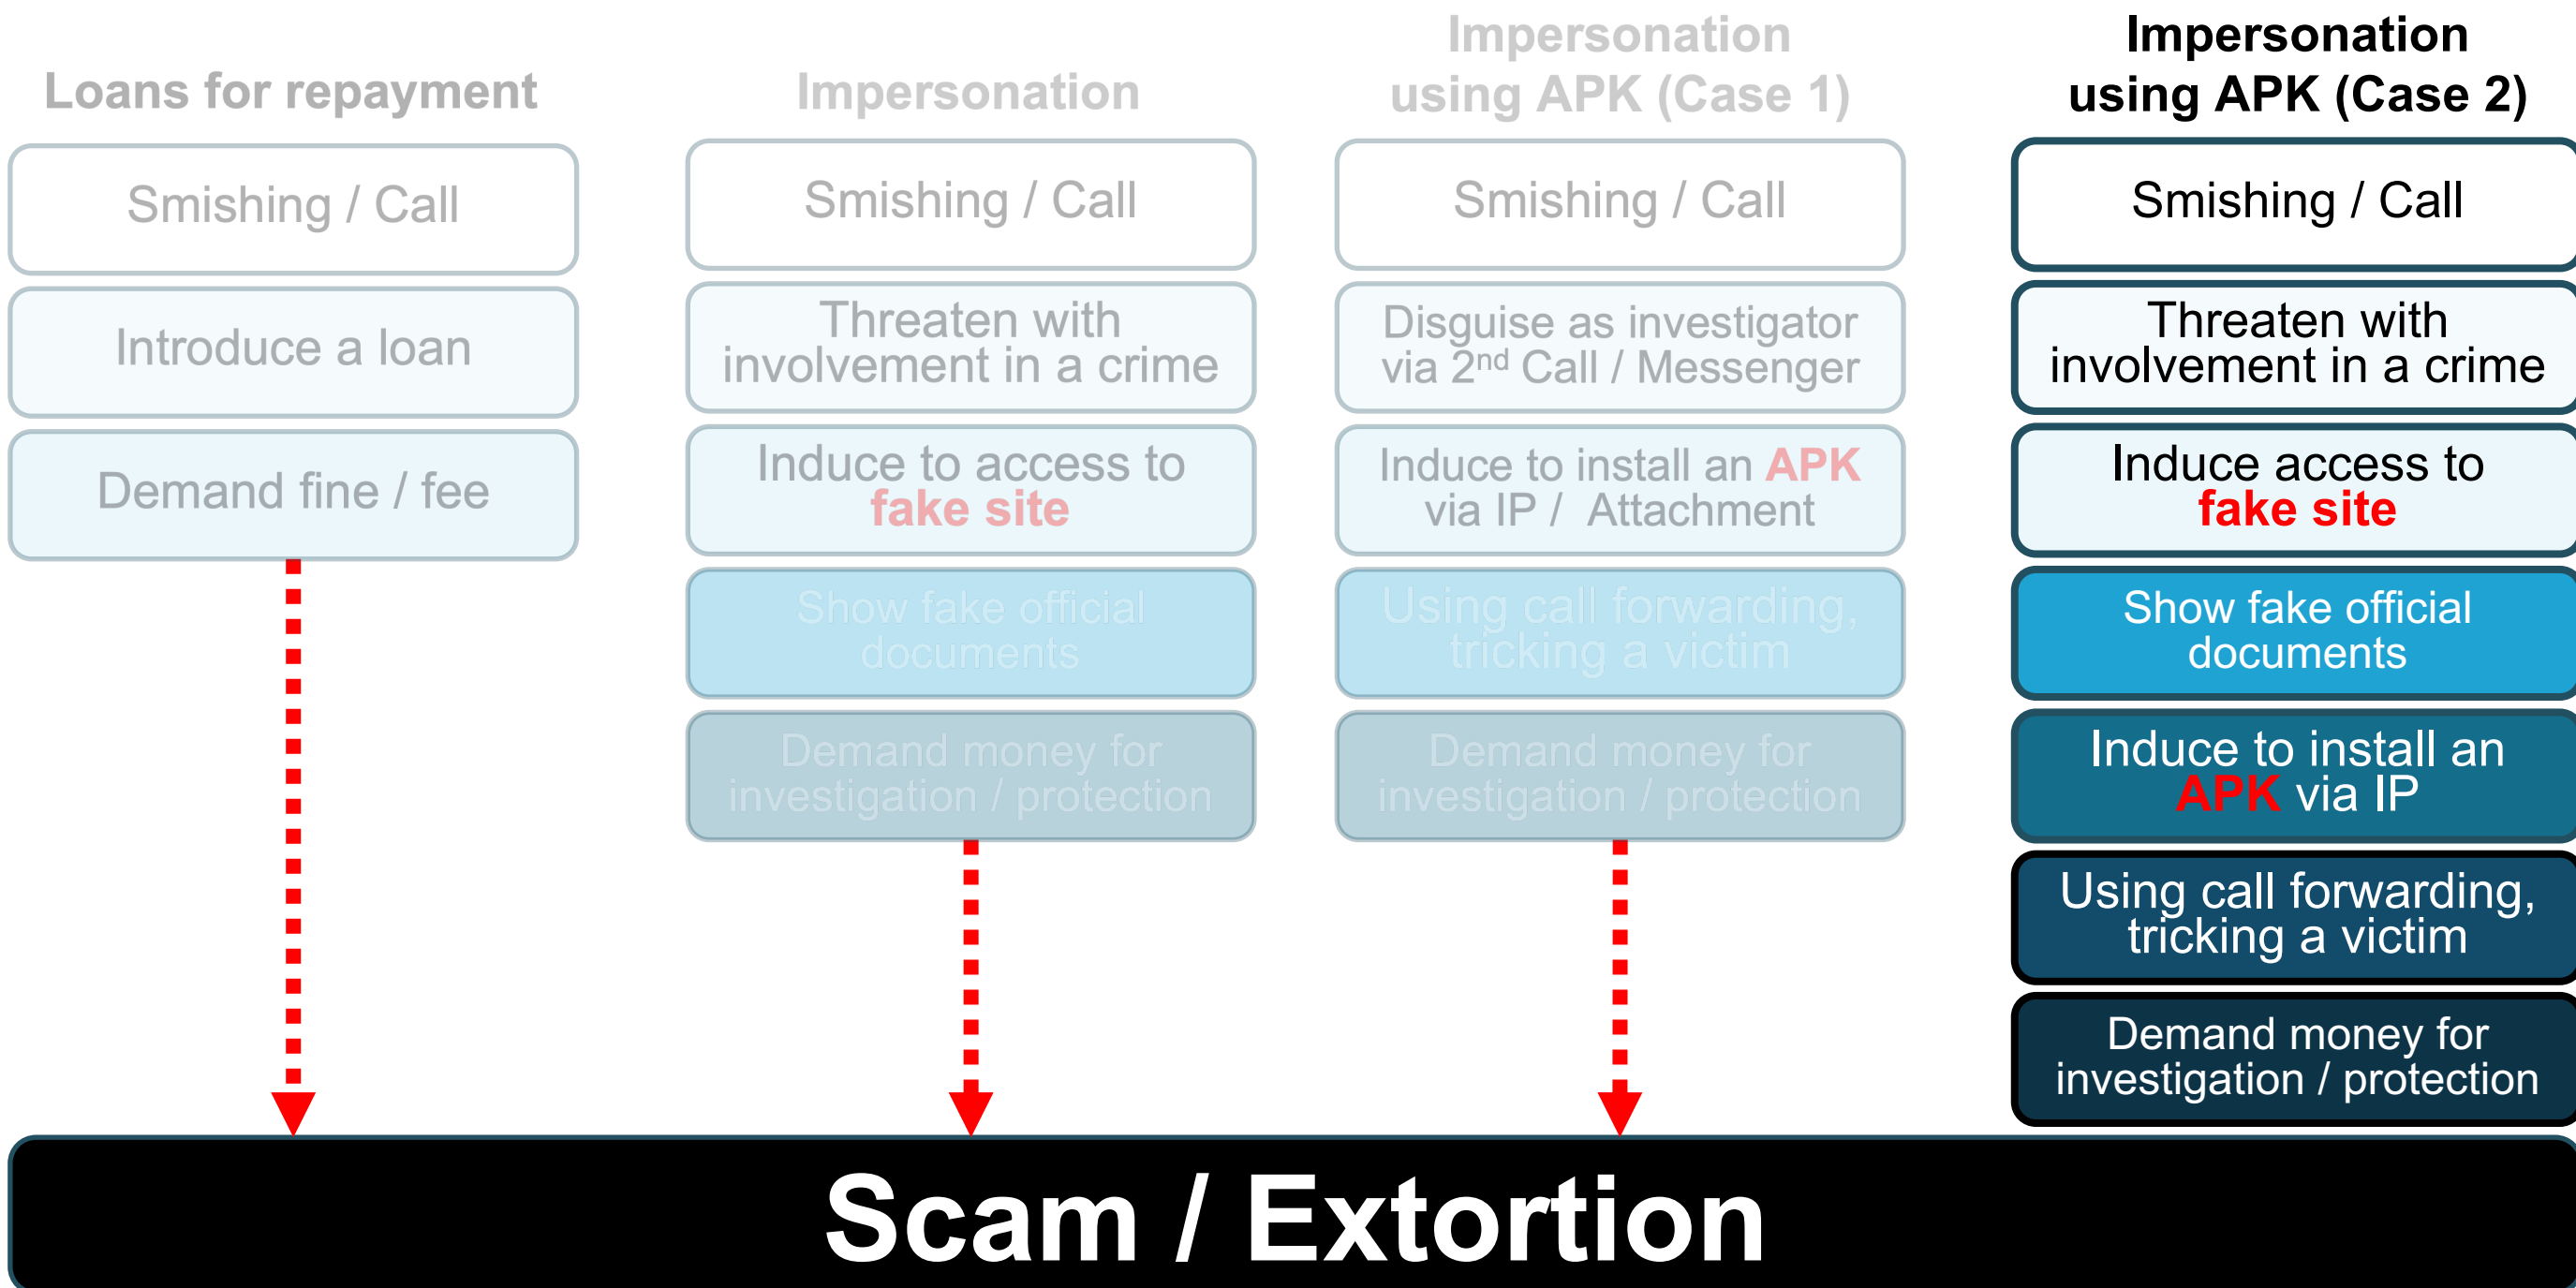 Loans for repayment
Smishing / Call
Introduce a loan
Demand fine / fee
Impersonation
Smishing / Call
Threaten with
involvement in a crime
Induce to access to
fake site
Show fake official
documents
Demand money for
investigation / protection
Impersonation
using APK (Case 1)
Smishing / Call
Disguise as investigator
via 2nd Call / Messenger
Induce to install an APK
via IP / Attachment
Using call forwarding,
tricking a victim
Demand money for
investigation / protection
Impersonation
using APK (Case 2)
Smishing / Call
Threaten with
involvement in a crime
Induce access to
fake site
Show fake official
documents
Induce to install an
APK via IP
Using call forwarding,
tricking a victim
Demand money for
investigation / protection
Scam / Extortion